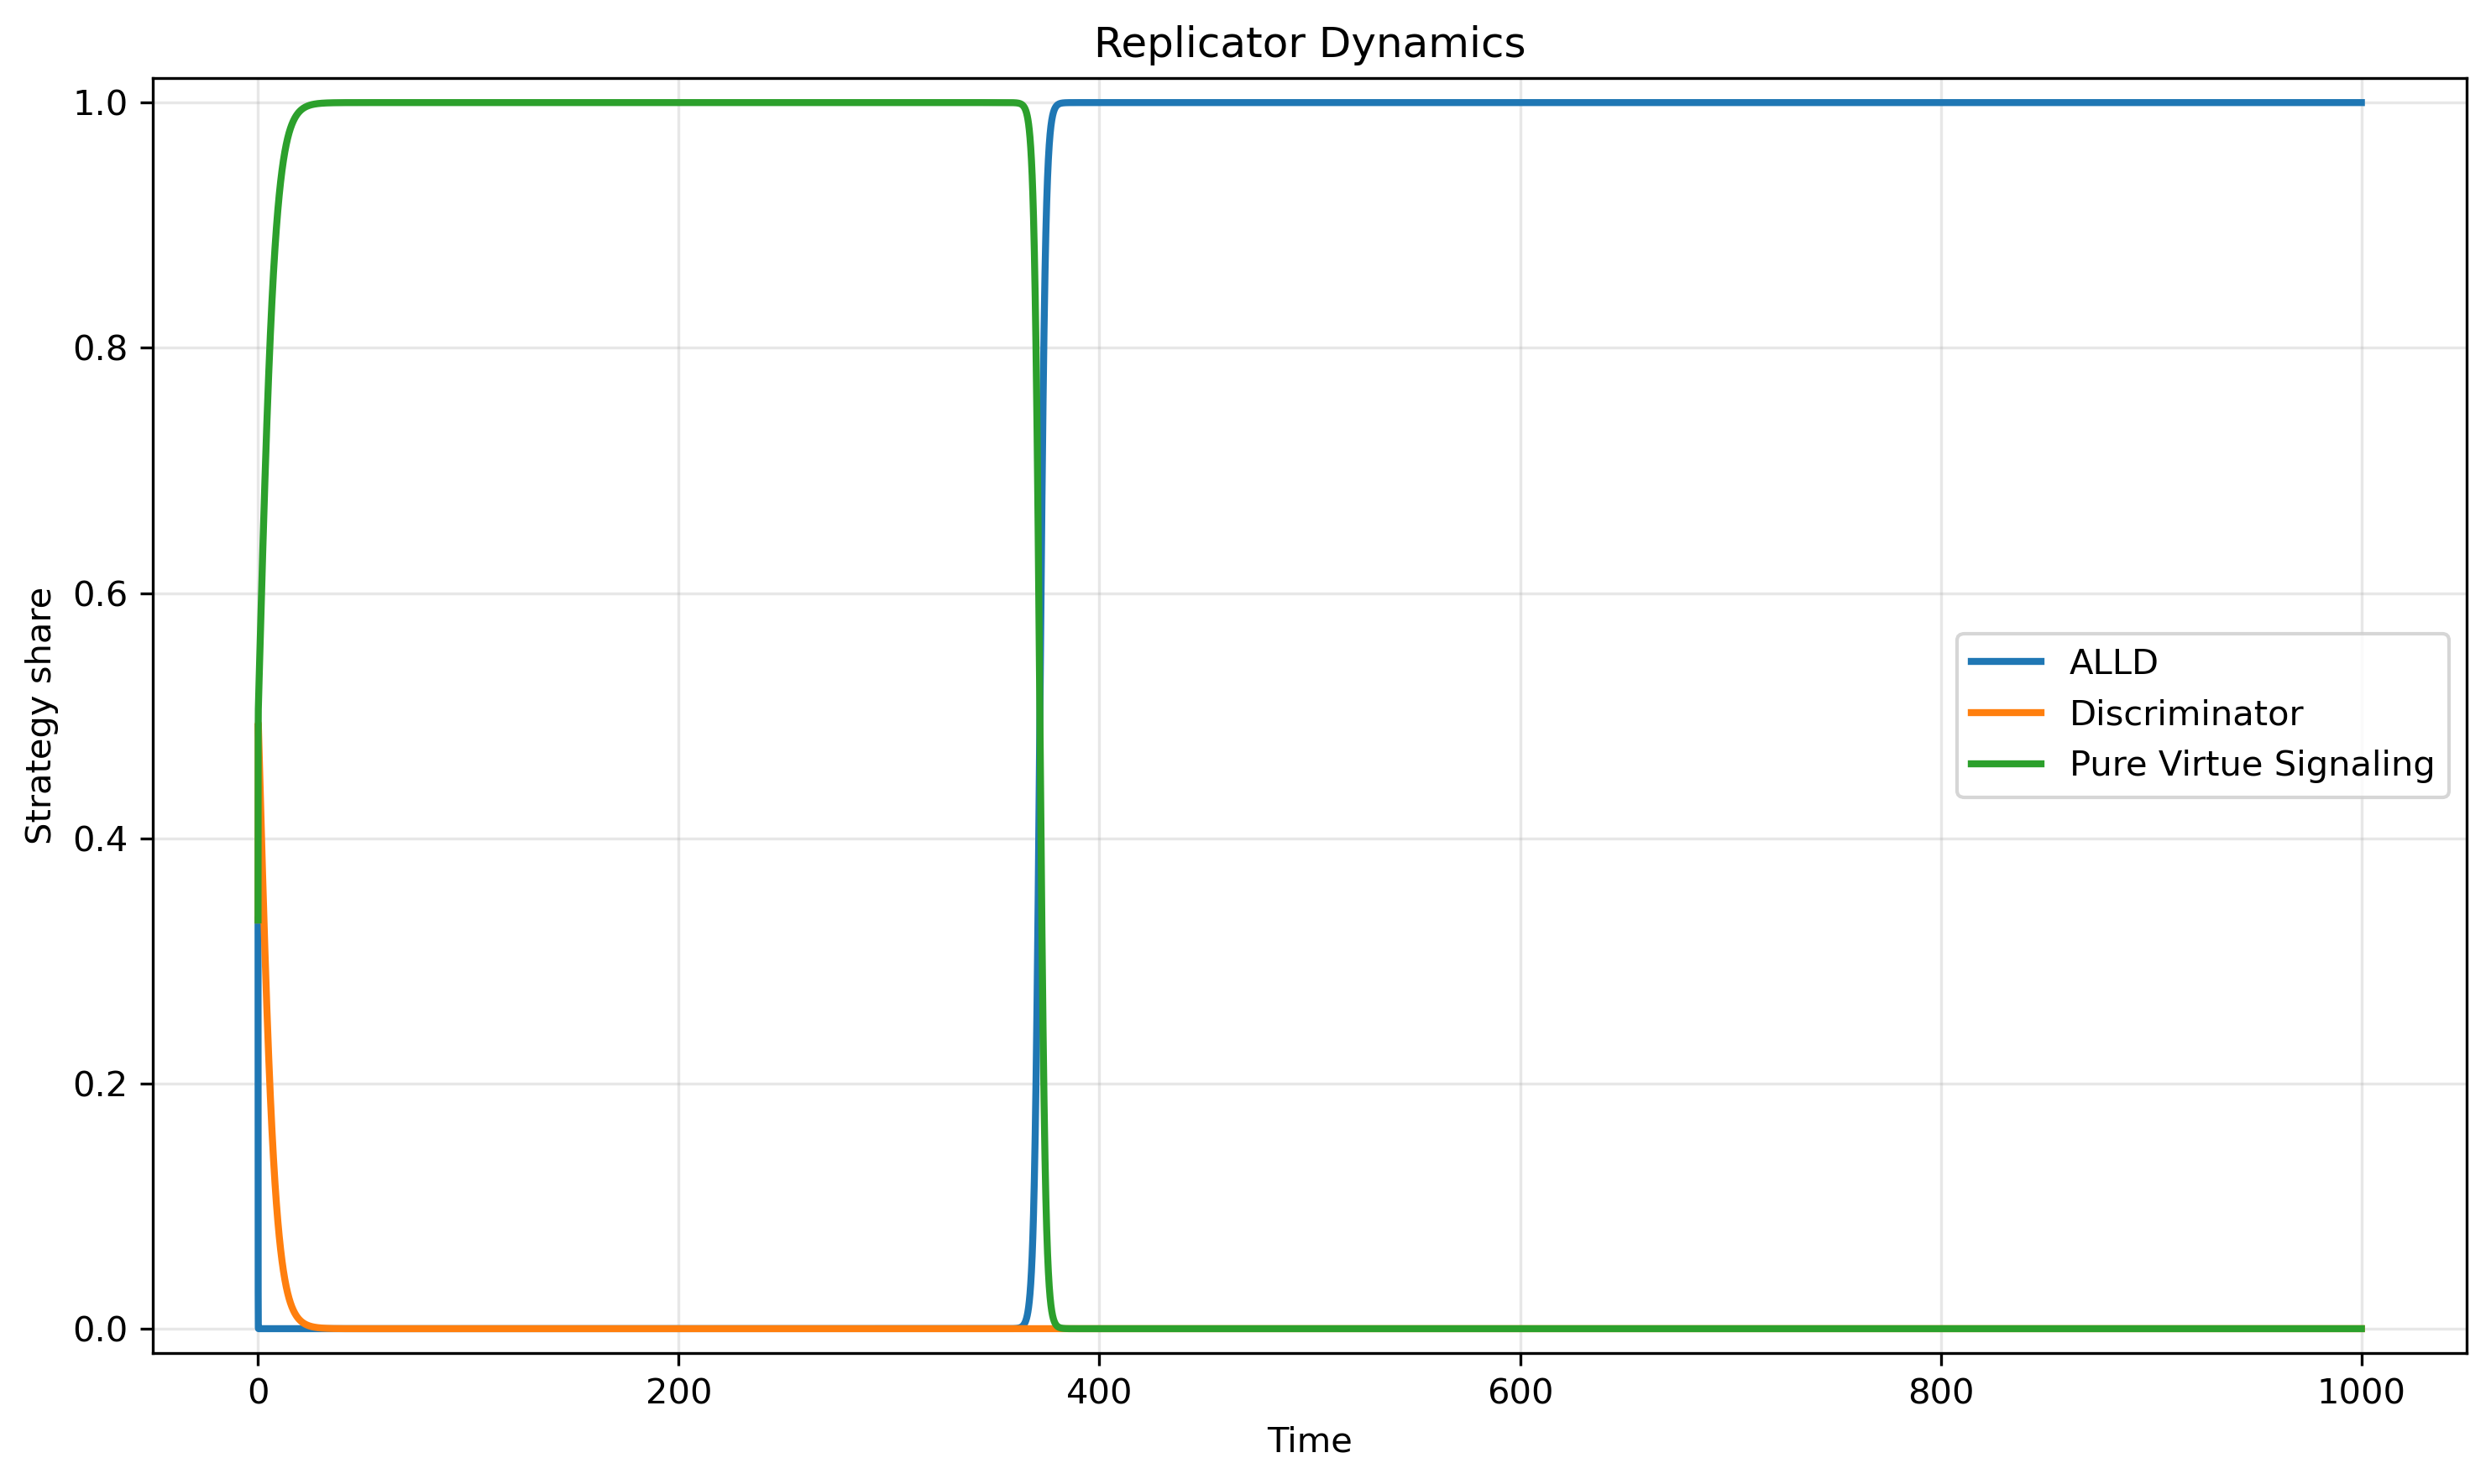 Replicator Dynamics
Strategy share
1.0
0.8
0.6
0.4
0.2
0.0
ALLD
Discriminator
Pure Virtue Signaling
0 200 400 600 800 1000
Time